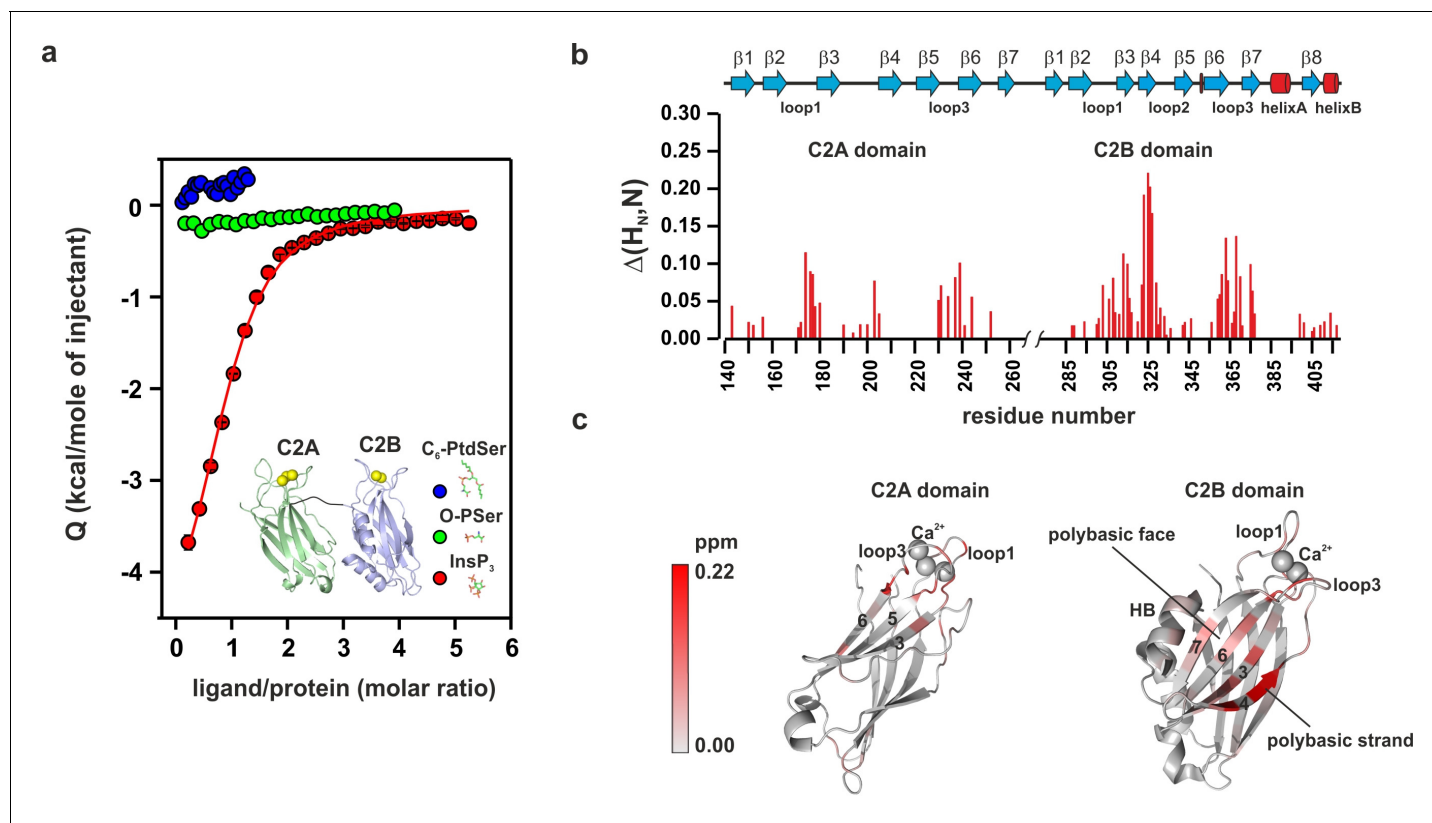 a
Q (kcal/mole of injectant)
0
-1
-2
-3
-4
0 1 2 3 4 5 6
ligand/protein (molar ratio)
C2A C2B
C₆-PtdSer
O-PSer
InsP₃
b
β1 β2 β3 β4 β5 β6 β7 β1 β2 β3 β4 β5 β6 β7 β8
loop1 loop3 loop1 loop2 loop3 helixA helixB
C2A domain C2B domain
Δ(H_N,N)
0.30
0.25
0.20
0.15
0.10
0.05
0.00
140 160 180 200 220 240 260 285 305 325 345 365 385 405
residue number
c
C2A domain
C2B domain
ppm
0.22
0.00
loop3 Ca²⁺ loop1
6 5 3
polybasic face
loop1
Ca²⁺
loop3
HB
7 6 3 4
polybasic strand